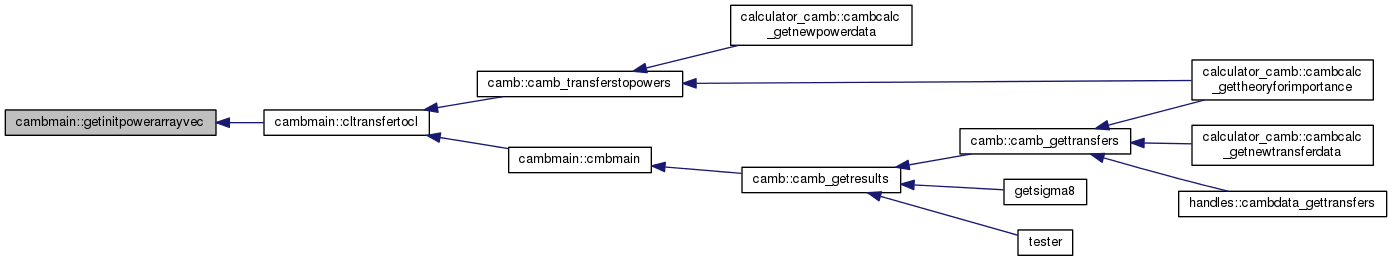 calculator_camb::cambcalc
_getnewpowerdata
camb::camb_transferstopowers
calculator_camb::cambcalc
_gettheoryforimportance
cambmain::getinitpowerarrayvec
cambmain::cltransfertocl
camb::camb_gettransfers
calculator_camb::cambcalc
_getnewtransferdata
cambmain::cmbmain
camb::camb_getresults
getsigma8
handles::cambdata_gettransfers
tester